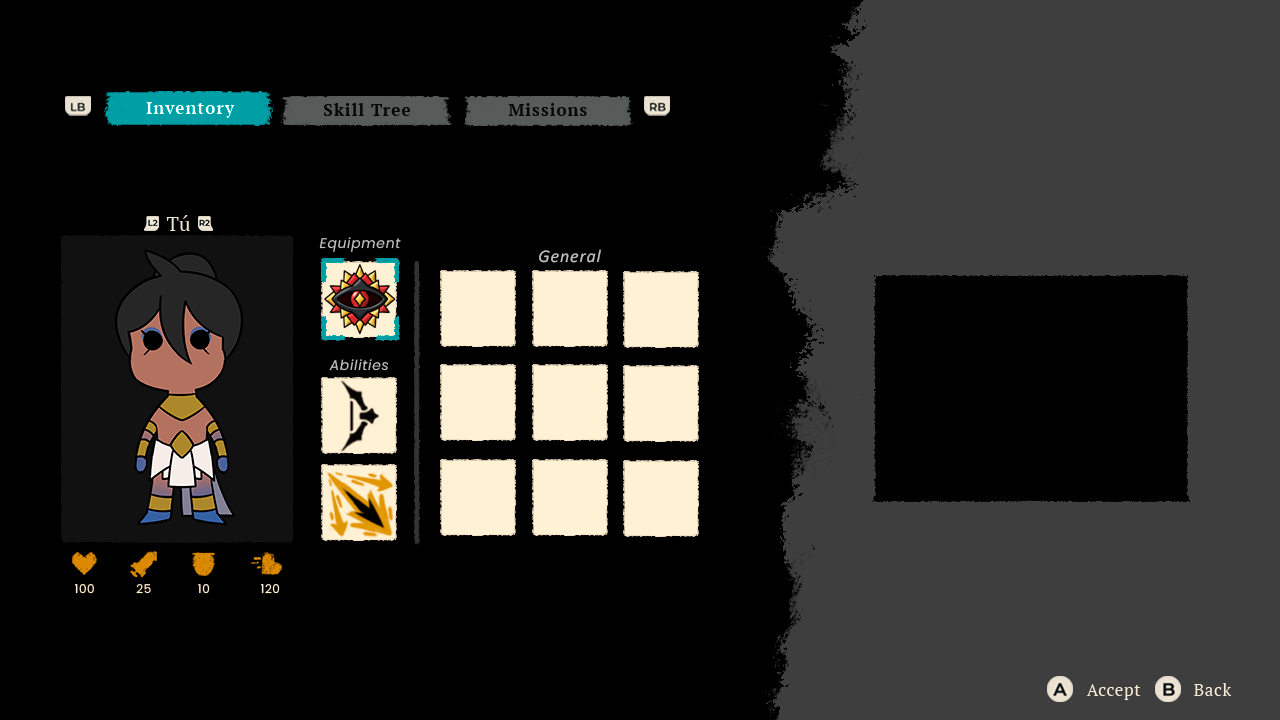 LB Inventory Skill Tree Missions RB
L2 Tú R2
Equipment
General
Abilities
100 25 10 120
A Accept B Back